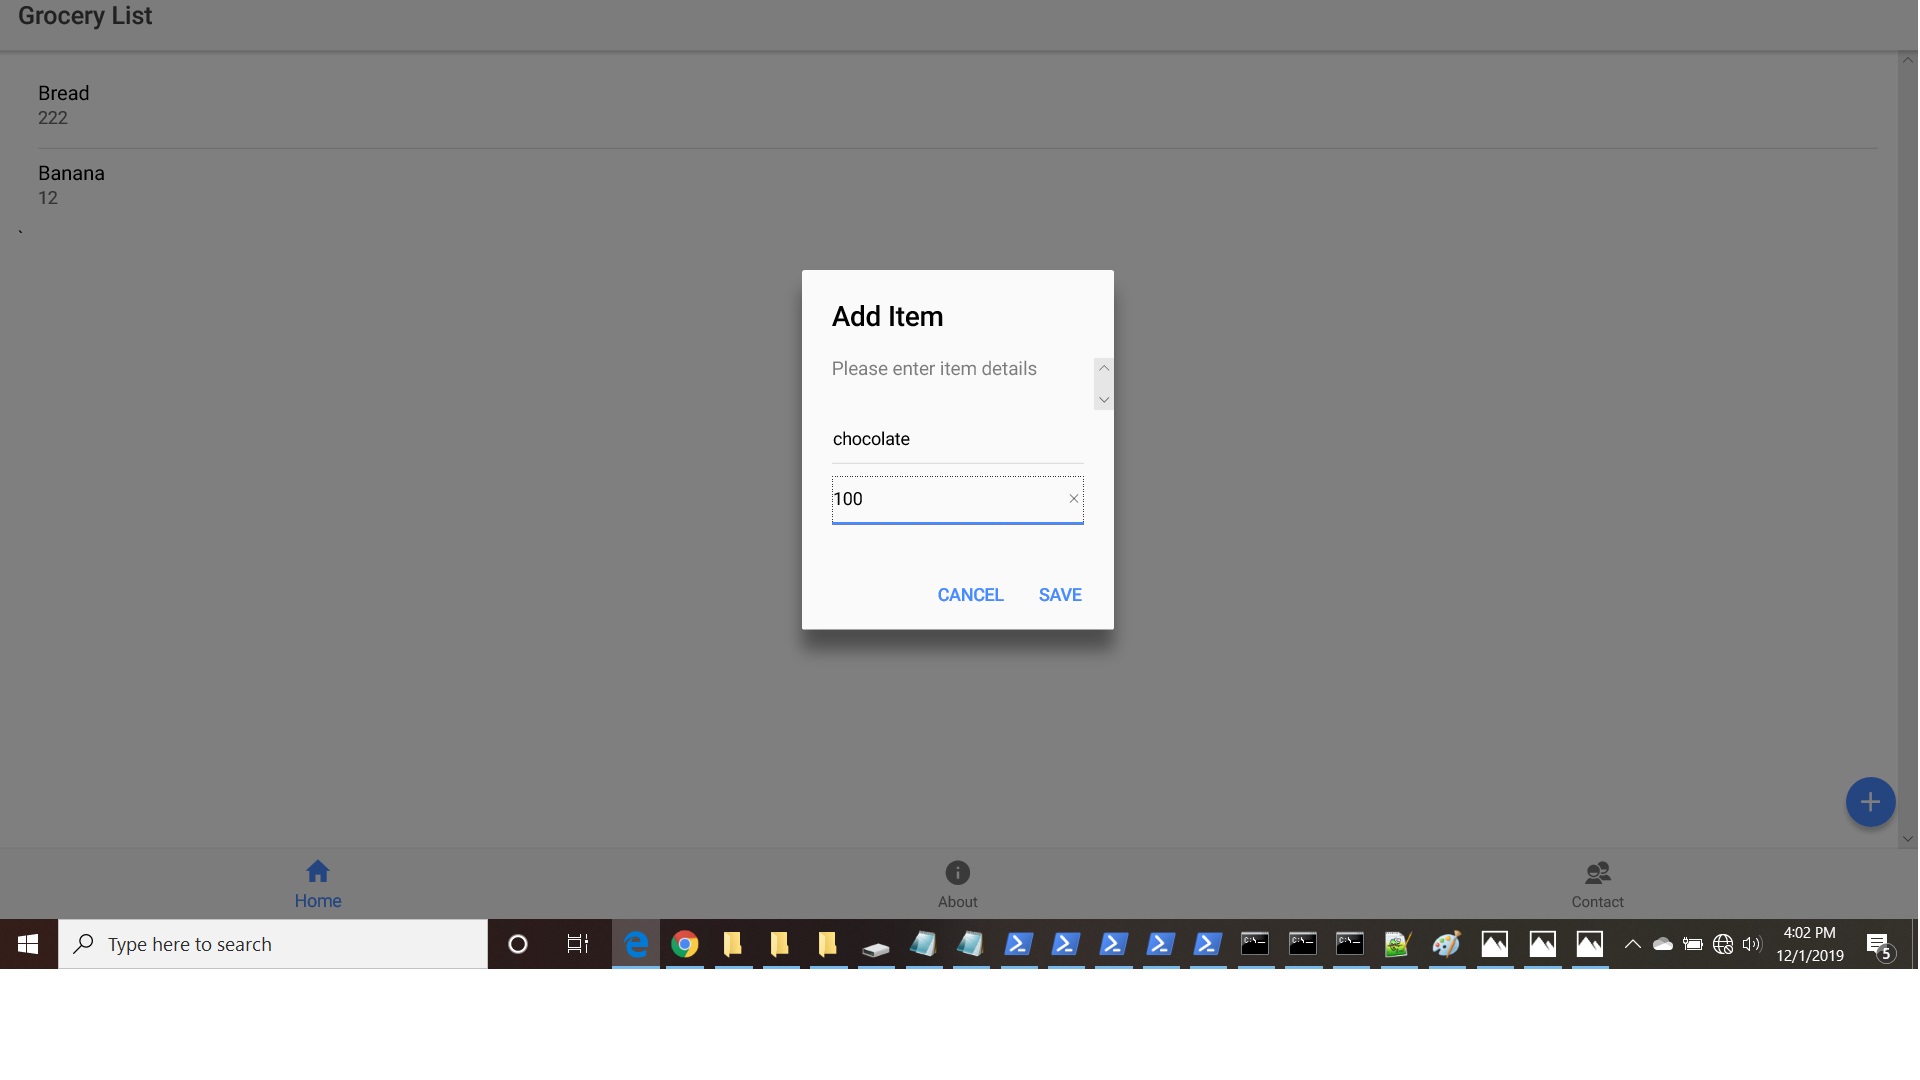 Grocery List
Bread
222
Banana
12
`
Add Item
Please enter item details
chocolate
100
CANCEL SAVE
Home
About
Contact
Type here to search
4:02 PM
12/1/2019
5